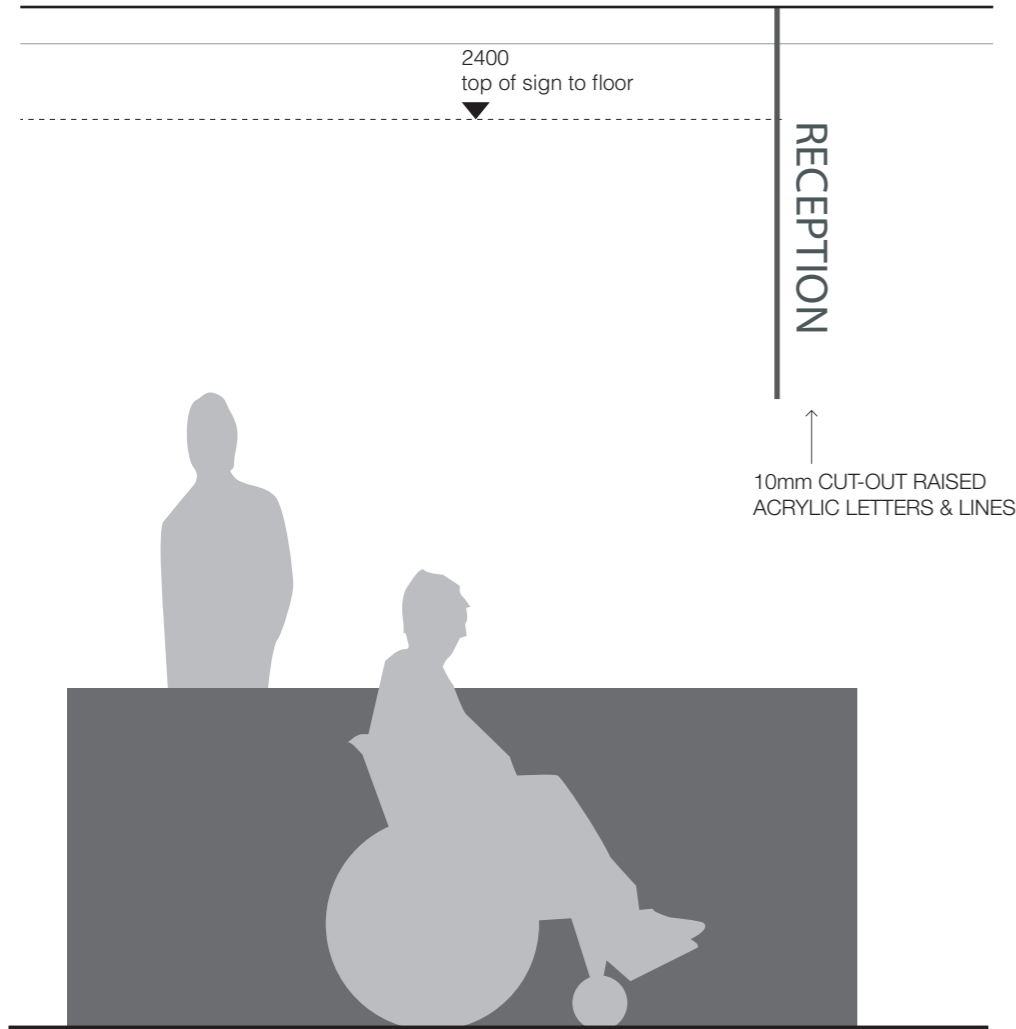 2400
top of sign to floor
RECEPTION
10mm CUT-OUT RAISED
ACRYLIC LETTERS & LINES